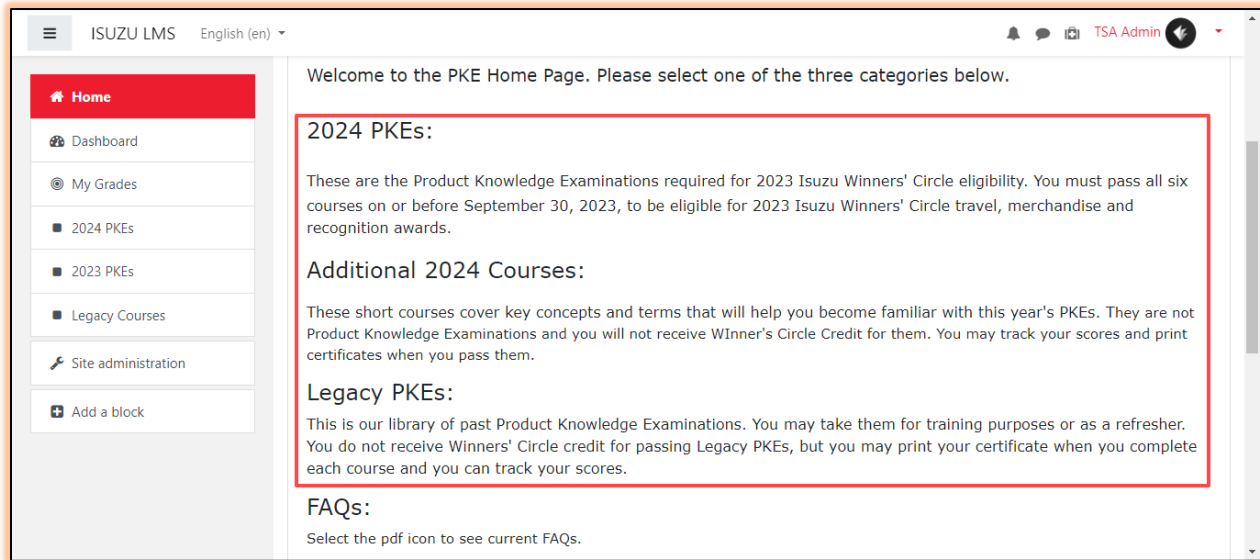 ISUZU LMS English (en)
TSA Admin
Home
Dashboard
My Grades
2024 PKEs
2023 PKEs
Legacy Courses
Site administration
Add a block
Welcome to the PKE Home Page. Please select one of the three categories below.
2024 PKEs:
These are the Product Knowledge Examinations required for 2023 Isuzu Winners' Circle eligibility. You must pass all six
courses on or before September 30, 2023, to be eligible for 2023 Isuzu Winners' Circle travel, merchandise and
recognition awards.
Additional 2024 Courses:
These short courses cover key concepts and terms that will help you become familiar with this year's PKEs. They are not
Product Knowledge Examinations and you will not receive WInner's Circle Credit for them. You may track your scores and print
certificates when you pass them.
Legacy PKEs:
This is our library of past Product Knowledge Examinations. You may take them for training purposes or as a refresher.
You do not receive Winners' Circle credit for passing Legacy PKEs, but you may print your certificate when you complete
each course and you can track your scores.
FAQs:
Select the pdf icon to see current FAQs.